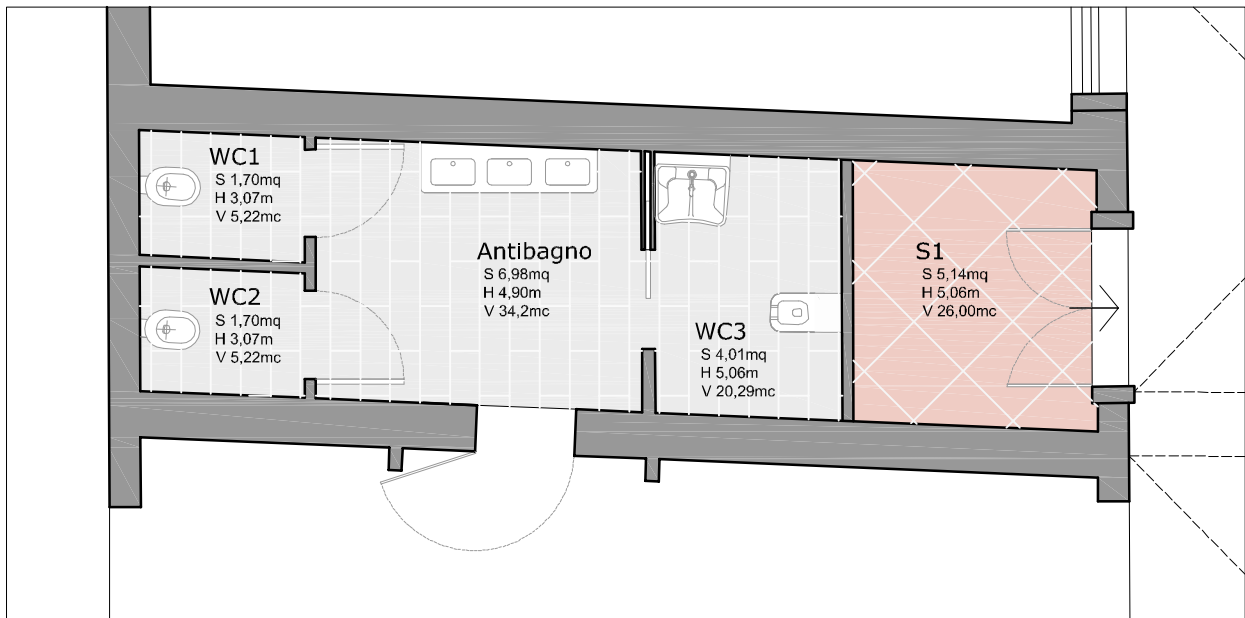 WC1
S 1,70mq
H 3,07m
V 5,22mc
WC2
S 1,70mq
H 3,07m
V 5,22mc
Antibagno
S 6,98mq
H 4,90m
V 34,2mc
WC3
S 4,01mq
H 5,06m
V 20,29mc
S1
S 5,14mq
H 5,06m
V 26,00mc